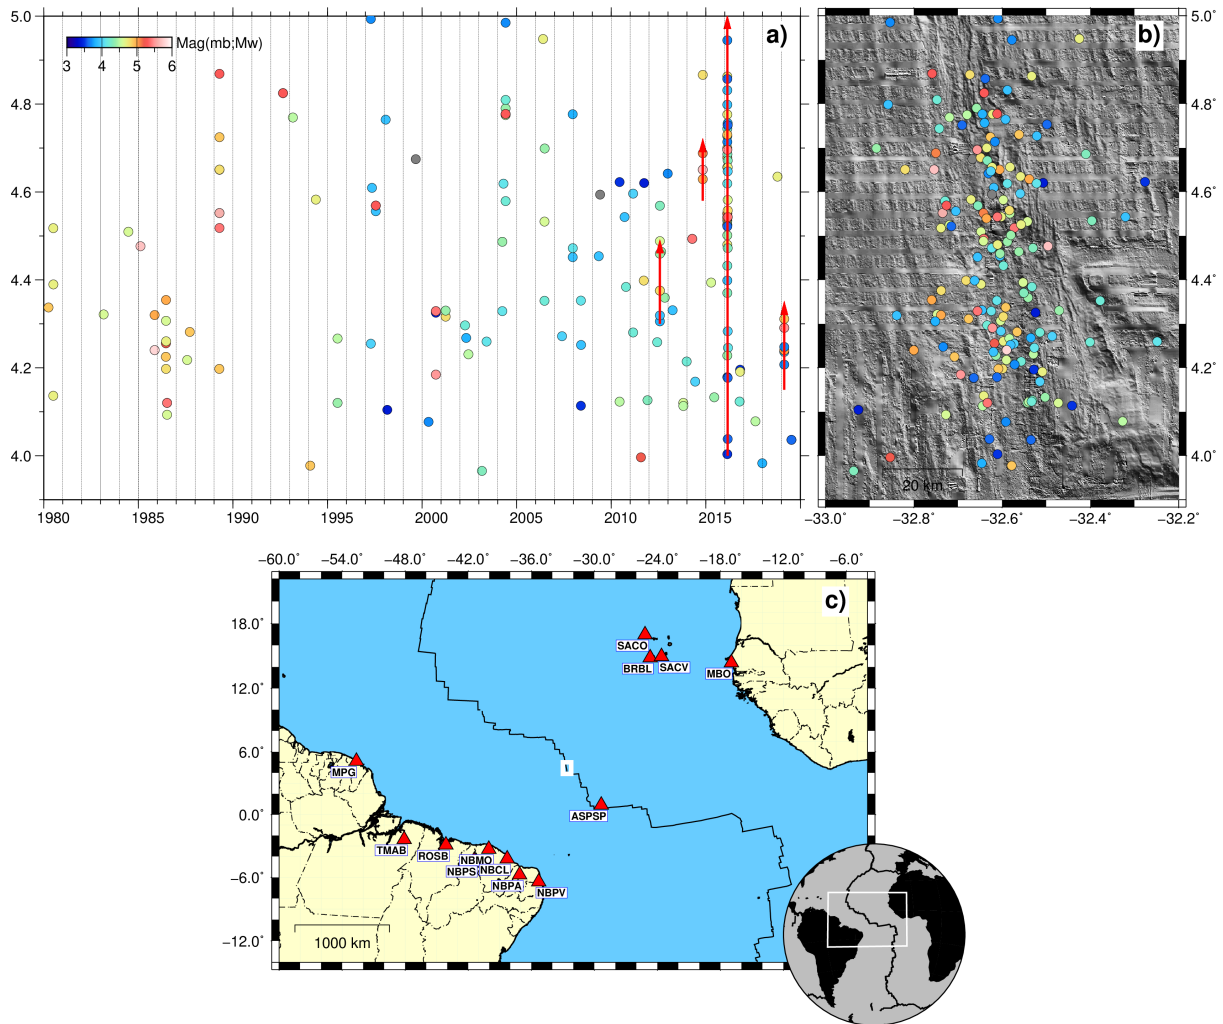 5.0
4.8
4.6
4.4
4.2
4.0
Mag(mb;Mw)
3 4 5 6
a)
1980 1985 1990 1995 2000 2005 2010 2015
b)
5.0˚
4.8˚
4.6˚
4.4˚
4.2˚
4.0˚
20 km
−33.0˚ −32.8˚ −32.6˚ −32.4˚ −32.2˚
−60.0˚ −54.0˚ −48.0˚ −42.0˚ −36.0˚ −30.0˚ −24.0˚ −18.0˚ −12.0˚ −6.0˚
c)
18.0˚
12.0˚
6.0˚
0.0˚
−6.0˚
−12.0˚
SACO
BRBL
SACV
MBO
MPG
ASPSP
TMAB
ROSB
NBMO
NBPS
NBCL
NBPA
NBPV
1000 km